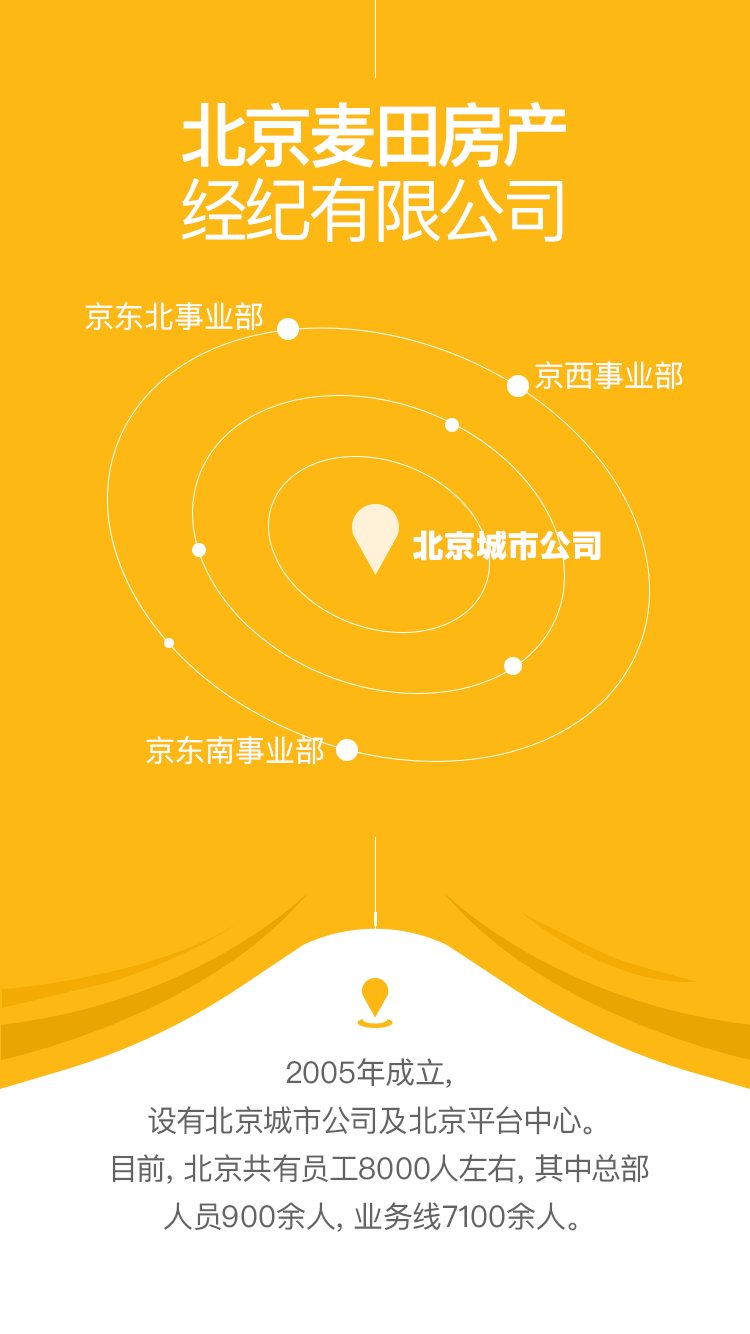 北京麦田房产
经纪有限公司
京东北事业部
京西事业部
北京城市公司
京东南事业部
2005年成立,
设有北京城市公司及北京平台中心。
目前, 北京共有员工8000人左右, 其中总部
人员900余人, 业务线7100余人。